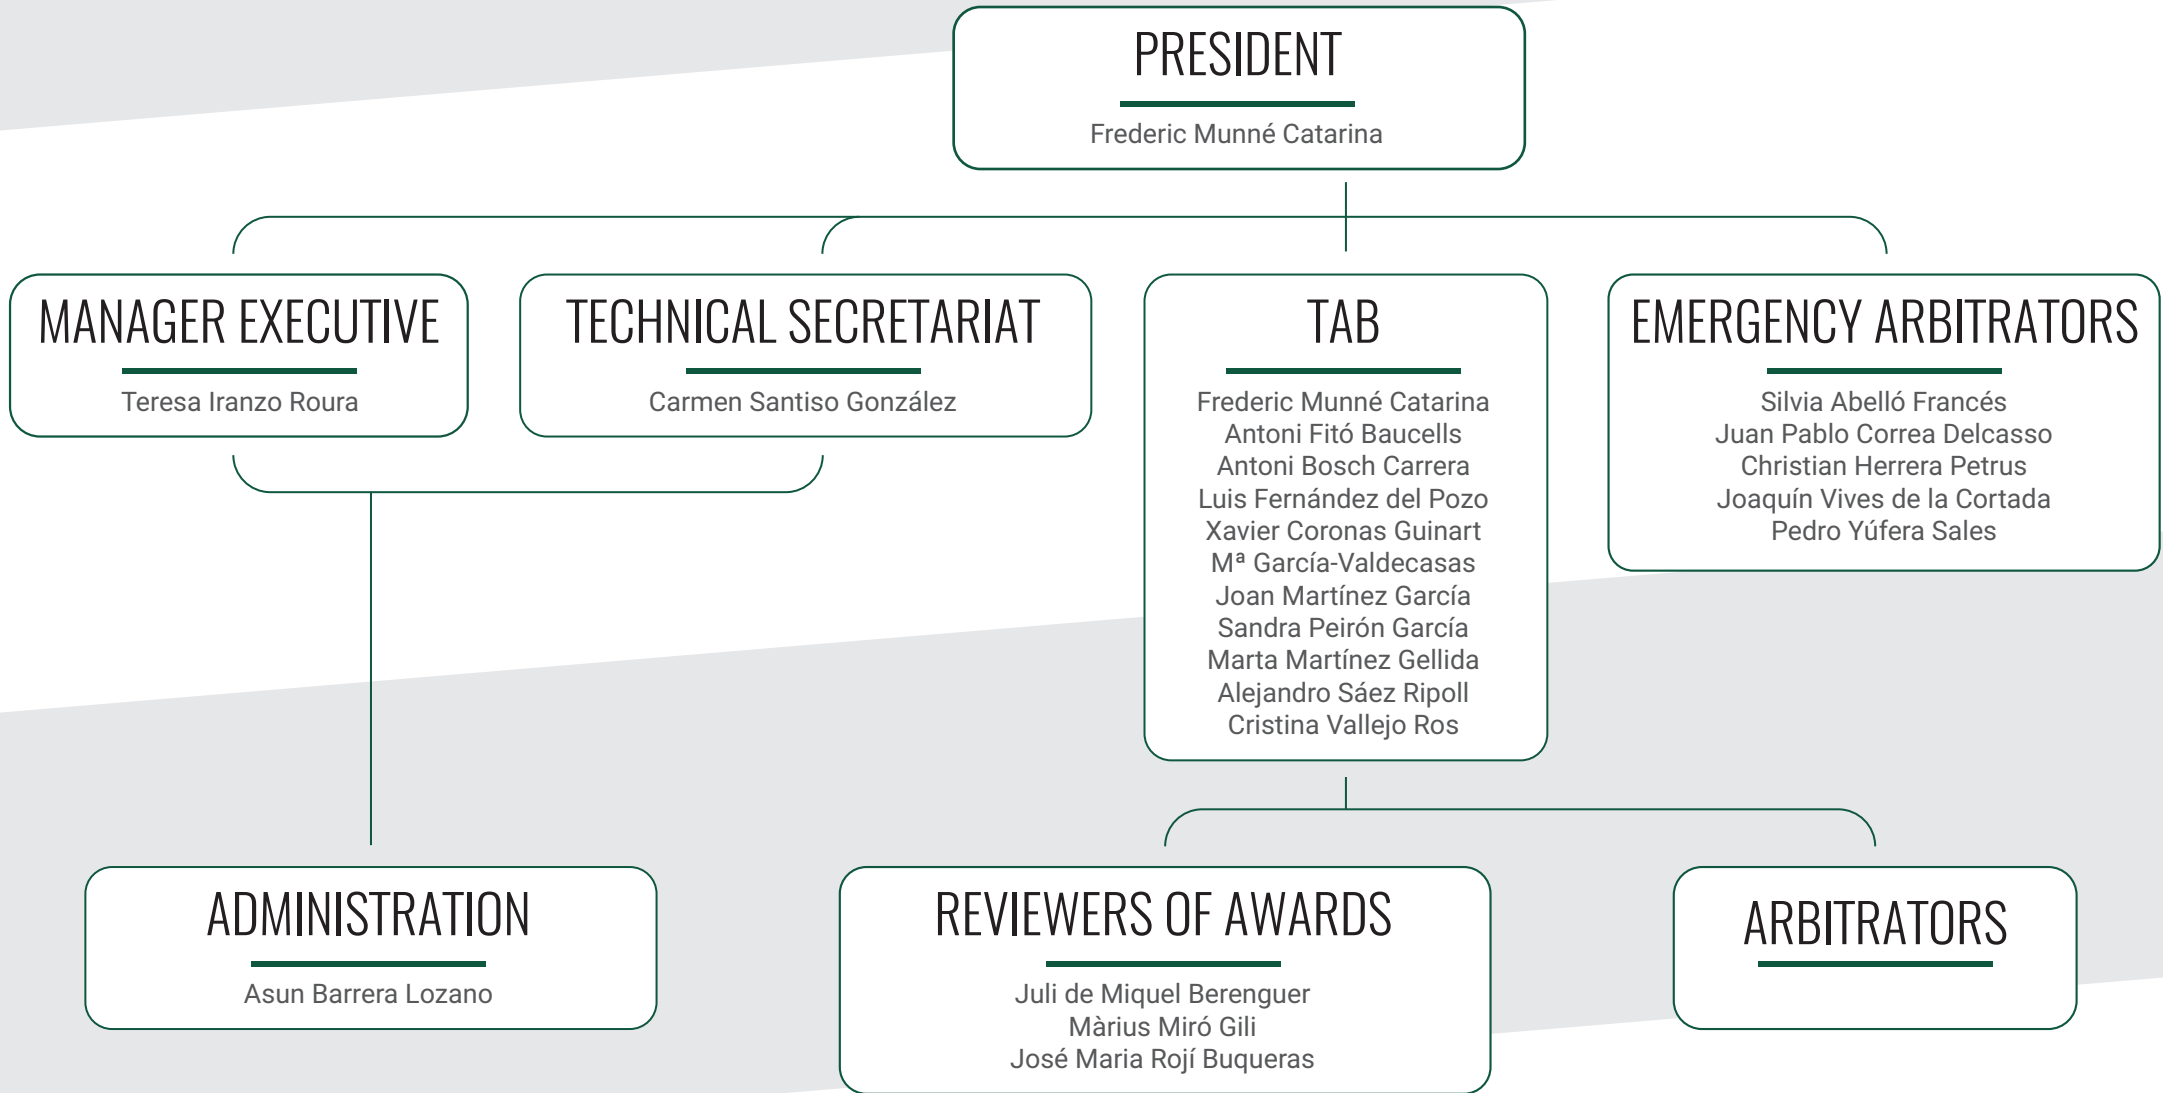 PRESIDENT
Frederic Munné Catarina
MANAGER EXECUTIVE
Teresa Iranzo Roura
TECHNICAL SECRETARIAT
Carmen Santiso González
TAB
Frederic Munné Catarina
Antoni Fitó Baucells
Antoni Bosch Carrera
Luis Fernández del Pozo
Xavier Coronas Guinart
Mª García-Valdecasas
Joan Martínez García
Sandra Peirón García
Marta Martínez Gellida
Alejandro Sáez Ripoll
Cristina Vallejo Ros
EMERGENCY ARBITRATORS
Silvia Abelló Francés
Juan Pablo Correa Delcasso
Christian Herrera Petrus
Joaquín Vives de la Cortada
Pedro Yúfera Sales
ADMINISTRATION
Asun Barrera Lozano
REVIEWERS OF AWARDS
Juli de Miquel Berenguer
Màrius Miró Gili
José Maria Rojí Buqueras
ARBITRATORS